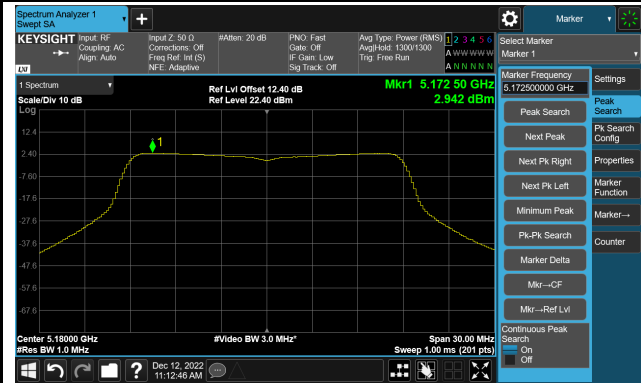 Spectrum Analyzer 1
Swept SA
Marker
KEYSIGHT
Input: RF
Coupling: AC
Align: Auto
Input Z: 50 Ω
Corrections: Off
Freq Ref: Int (S)
NFE: Adaptive
#Atten: 20 dB
PNO: Fast
Gate: Off
IF Gain: Low
Sig Track: Off
Avg Type: Power (RMS)
Avg|Hold: 1300/1300
Trig: Free Run
1 2 3 4 5 6
A W W W W W
A N N N N N
LXI
Select Marker
Marker 1
1 Spectrum
Scale/Div 10 dB
Log
Ref Lvl Offset 12.40 dB
Ref Level 22.40 dBm
Mkr1 5.172 50 GHz
2.942 dBm
12.4
2.40
-7.60
-17.6
-27.6
-37.6
-47.6
-57.6
-67.6
1
Center 5.18000 GHz
#Res BW 1.0 MHz
#Video BW 3.0 MHz*
Span 30.00 MHz
Sweep 1.00 ms (201 pts)
Marker Frequency
5.172500000 GHz
Peak Search
Next Peak
Next Pk Right
Next Pk Left
Minimum Peak
Pk-Pk Search
Marker Delta
Mkr→CF
Mkr→Ref Lvl
Continuous Peak
Search
On
Off
Settings
Peak
Search
Pk Search
Config
Properties
Marker
Function
Marker→
Counter
Dec 12, 2022
11:12:46 AM